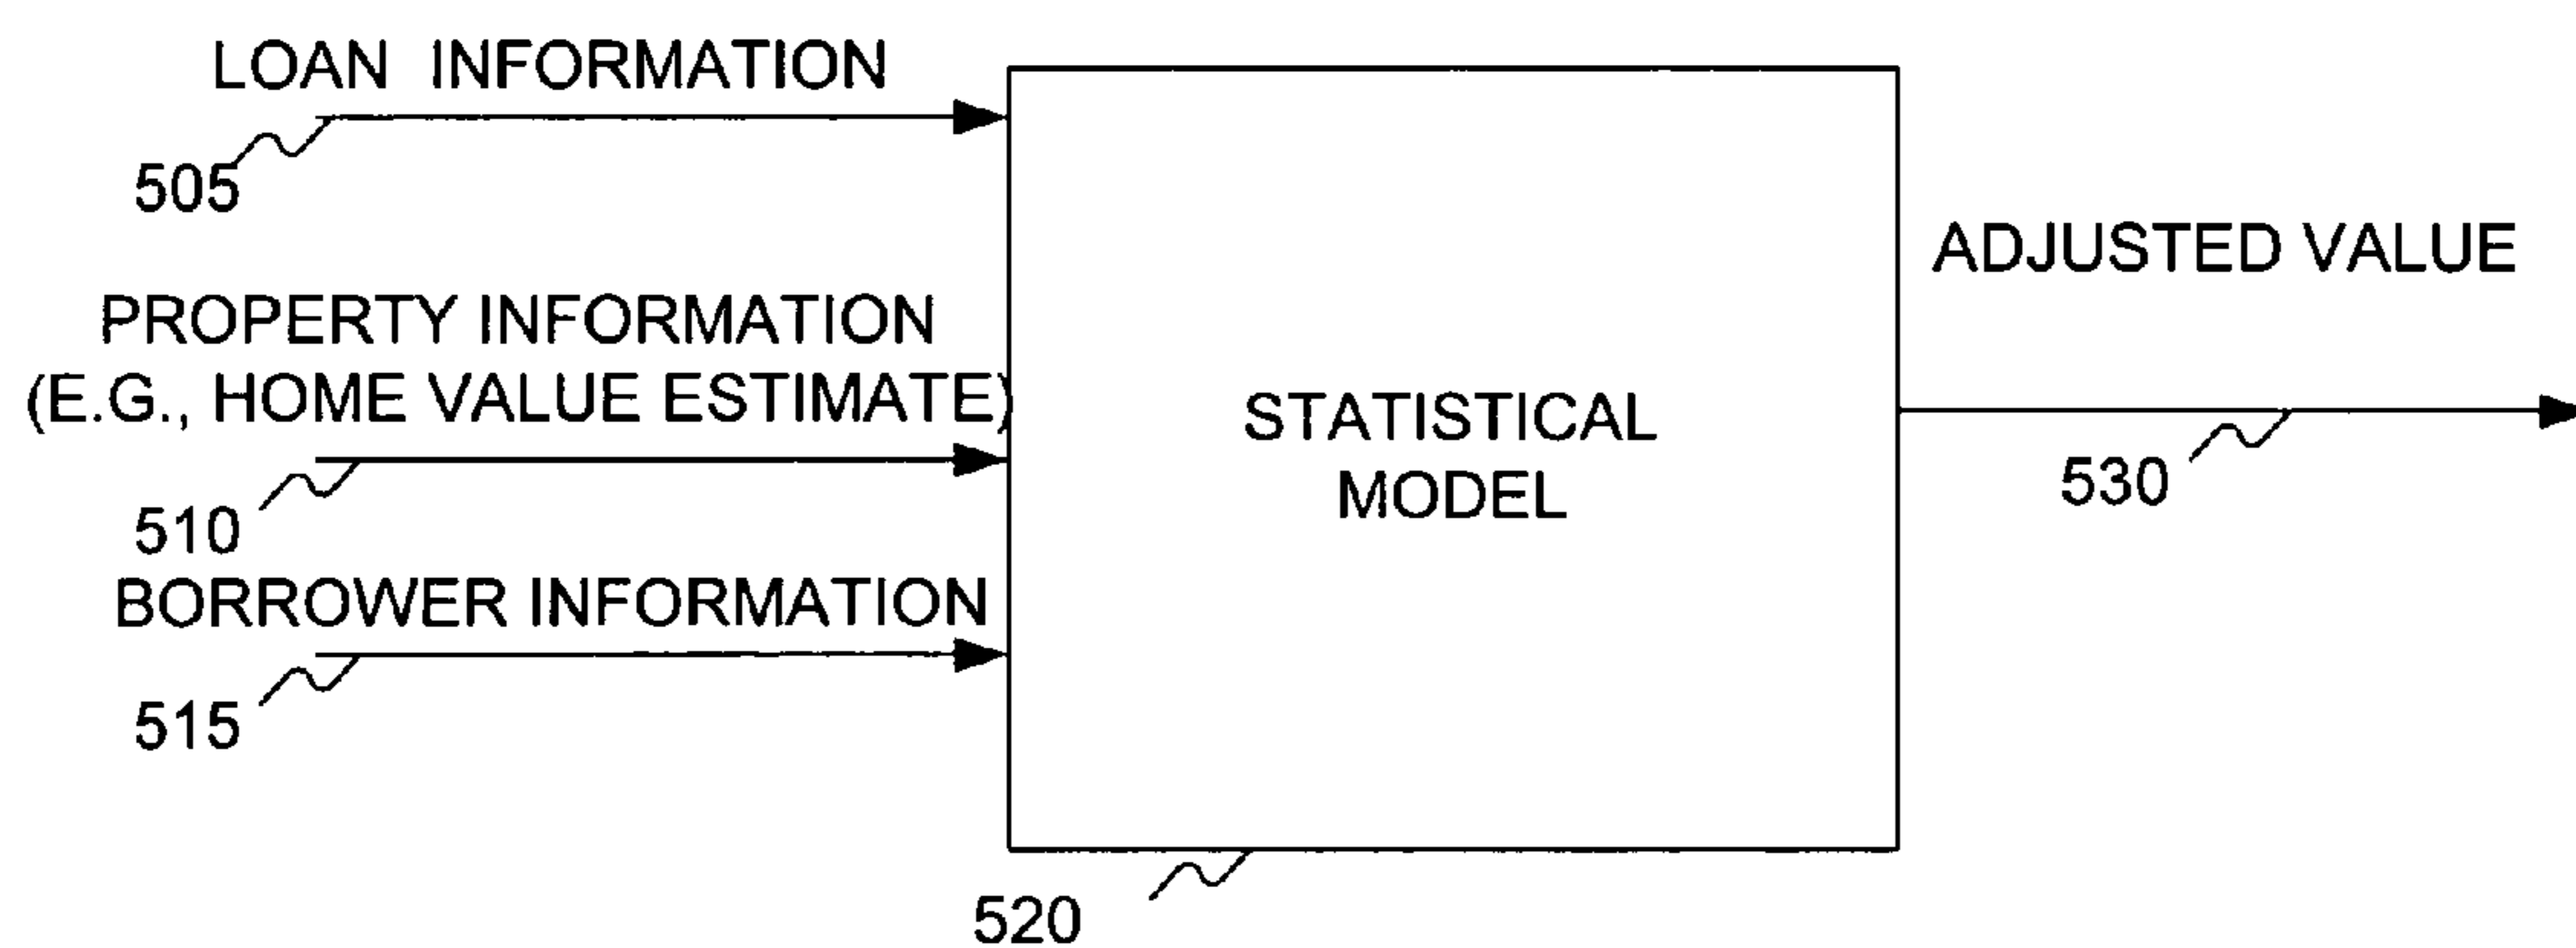 LOAN INFORMATION
505
PROPERTY INFORMATION
(E.G., HOME VALUE ESTIMATE)
510
BORROWER INFORMATION
515
STATISTICAL
MODEL
520
ADJUSTED VALUE
530